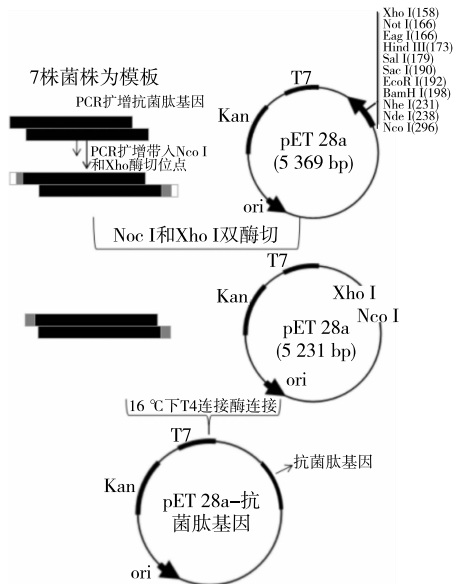 Xho I(158)
Not I(166)
Eag I(166)
Hind III(173)
Sal I(179)
Sac I(190)
EcoR I(192)
BamH I(198)
Nhe I(231)
Nde I(238)
Nco I(296)
7株菌株为模板
PCR扩增抗菌肽基因
PCR扩增带入Nco I
和Xho酶切位点
T7
Kan
pET 28a
(5 369 bp)
ori
Noc I和Xho I双酶切
T7
Kan
Xho I
Nco I
pET 28a
(5 231 bp)
ori
16 ℃下T4连接酶连接
T7
Kan
抗菌肽基因
pET 28a-抗
菌肽基因
ori